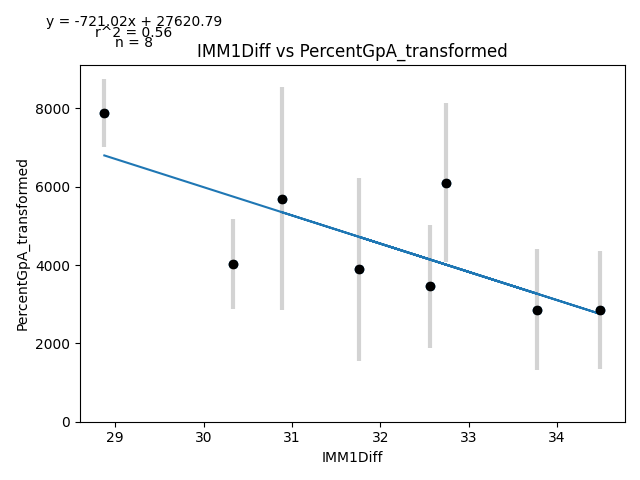 y = -721.02x + 27620.79
r^2 = 0.56
n = 8
IMM1Diff vs PercentGpA_transformed
PercentGpA_transformed
8000
6000
4000
2000
0
29 30 31 32 33 34
IMM1Diff